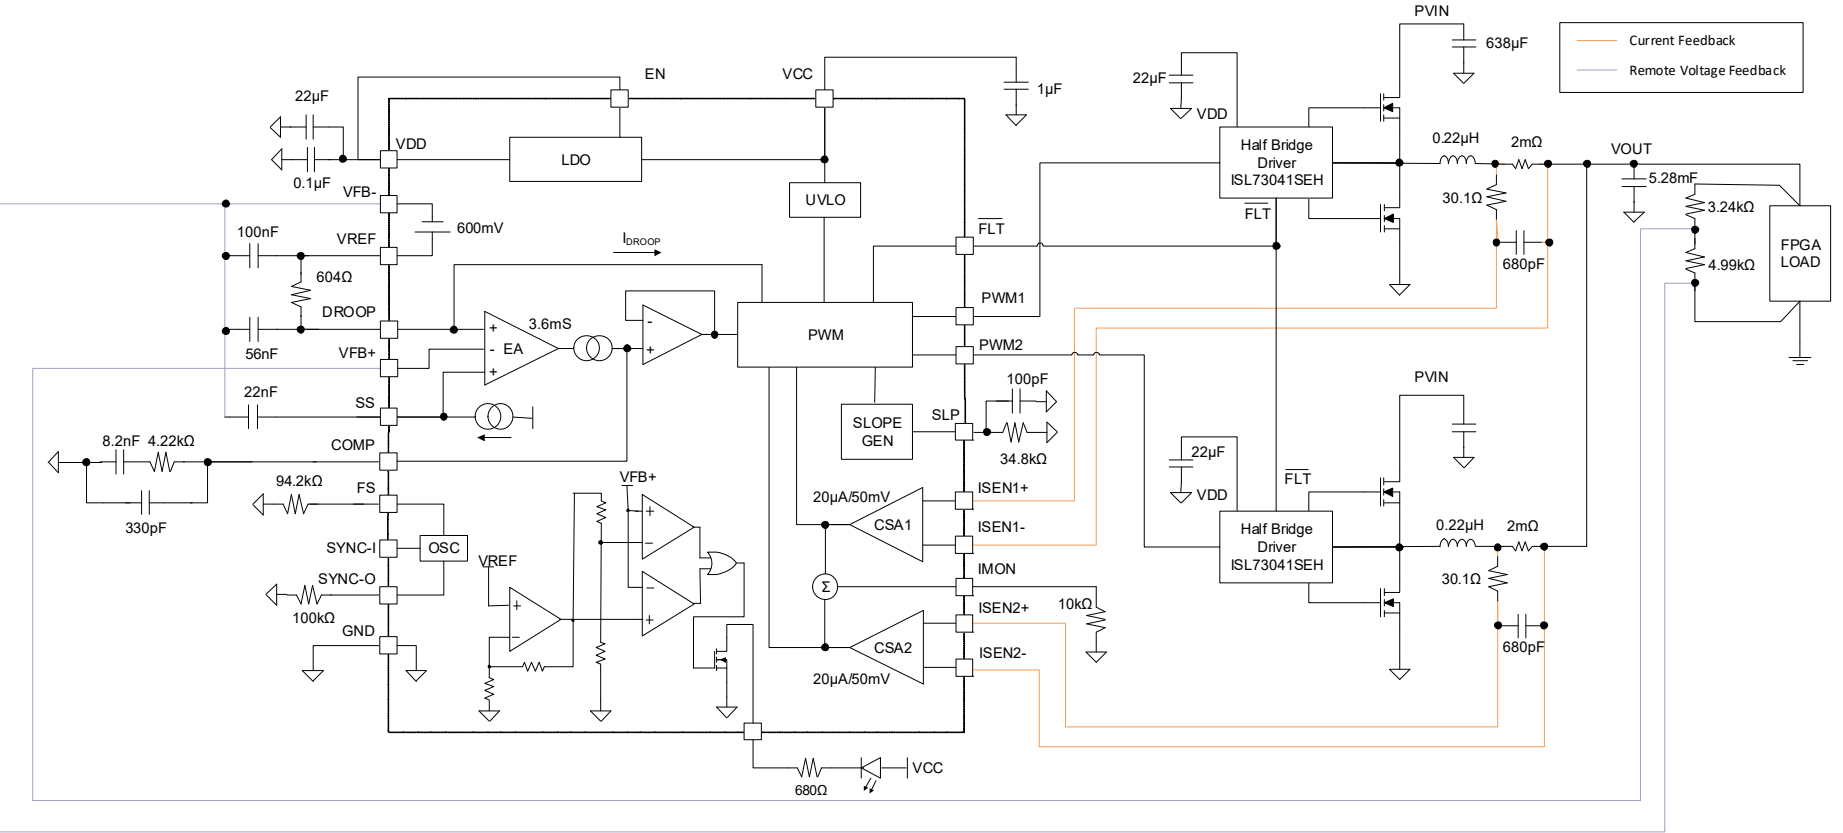 PVIN
638µF
Current Feedback
Remote Voltage Feedback
EN
VCC
22µF
1µF
22µF
VDD
VDD
LDO
0.1µF
VFB-
UVLO
Half Bridge
Driver
ISL73041SEH
FLT
0.22µH
2mΩ
VOUT
5.28mF
30.1Ω
3.24kΩ
680pF
4.99kΩ
FPGA
LOAD
100nF
VREF
600mV
604Ω
IDROOP
FLT
DROOP
56nF
VFB+
3.6mS
+
-
EA
+
-
+
PWM
PWM1
PWM2
22nF
SS
SLOPE
GEN
SLP
100pF
34.8kΩ
PVIN
COMP
8.2nF
4.22kΩ
330pF
94.2kΩ
FS
SYNC-I
OSC
SYNC-O
100kΩ
GND
VFB+
+
−
−
+
VREF
+
−
20µA/50mV
CSA1
ISEN1+
ISEN1-
Σ
IMON
10kΩ
ISEN2+
CSA2
ISEN2-
20µA/50mV
22µF
VDD
FLT
Half Bridge
Driver
ISL73041SEH
0.22µH
2mΩ
30.1Ω
680pF
680Ω
VCC